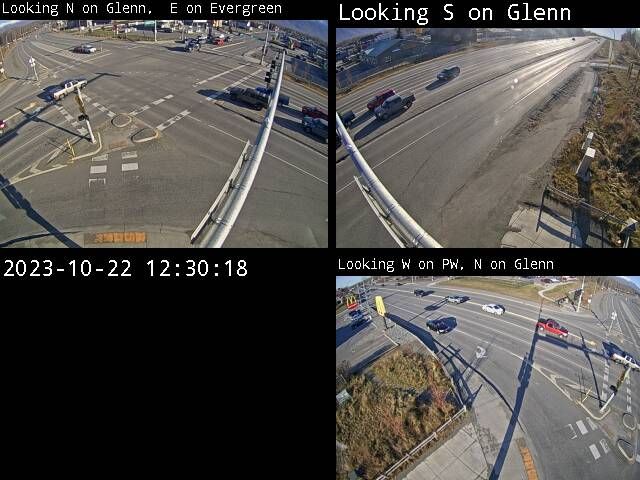 Looking N on Glenn,  E on Evergreen
Looking S on Glenn
2023-10-22 12:30:18
Looking W on PW, N on Glenn